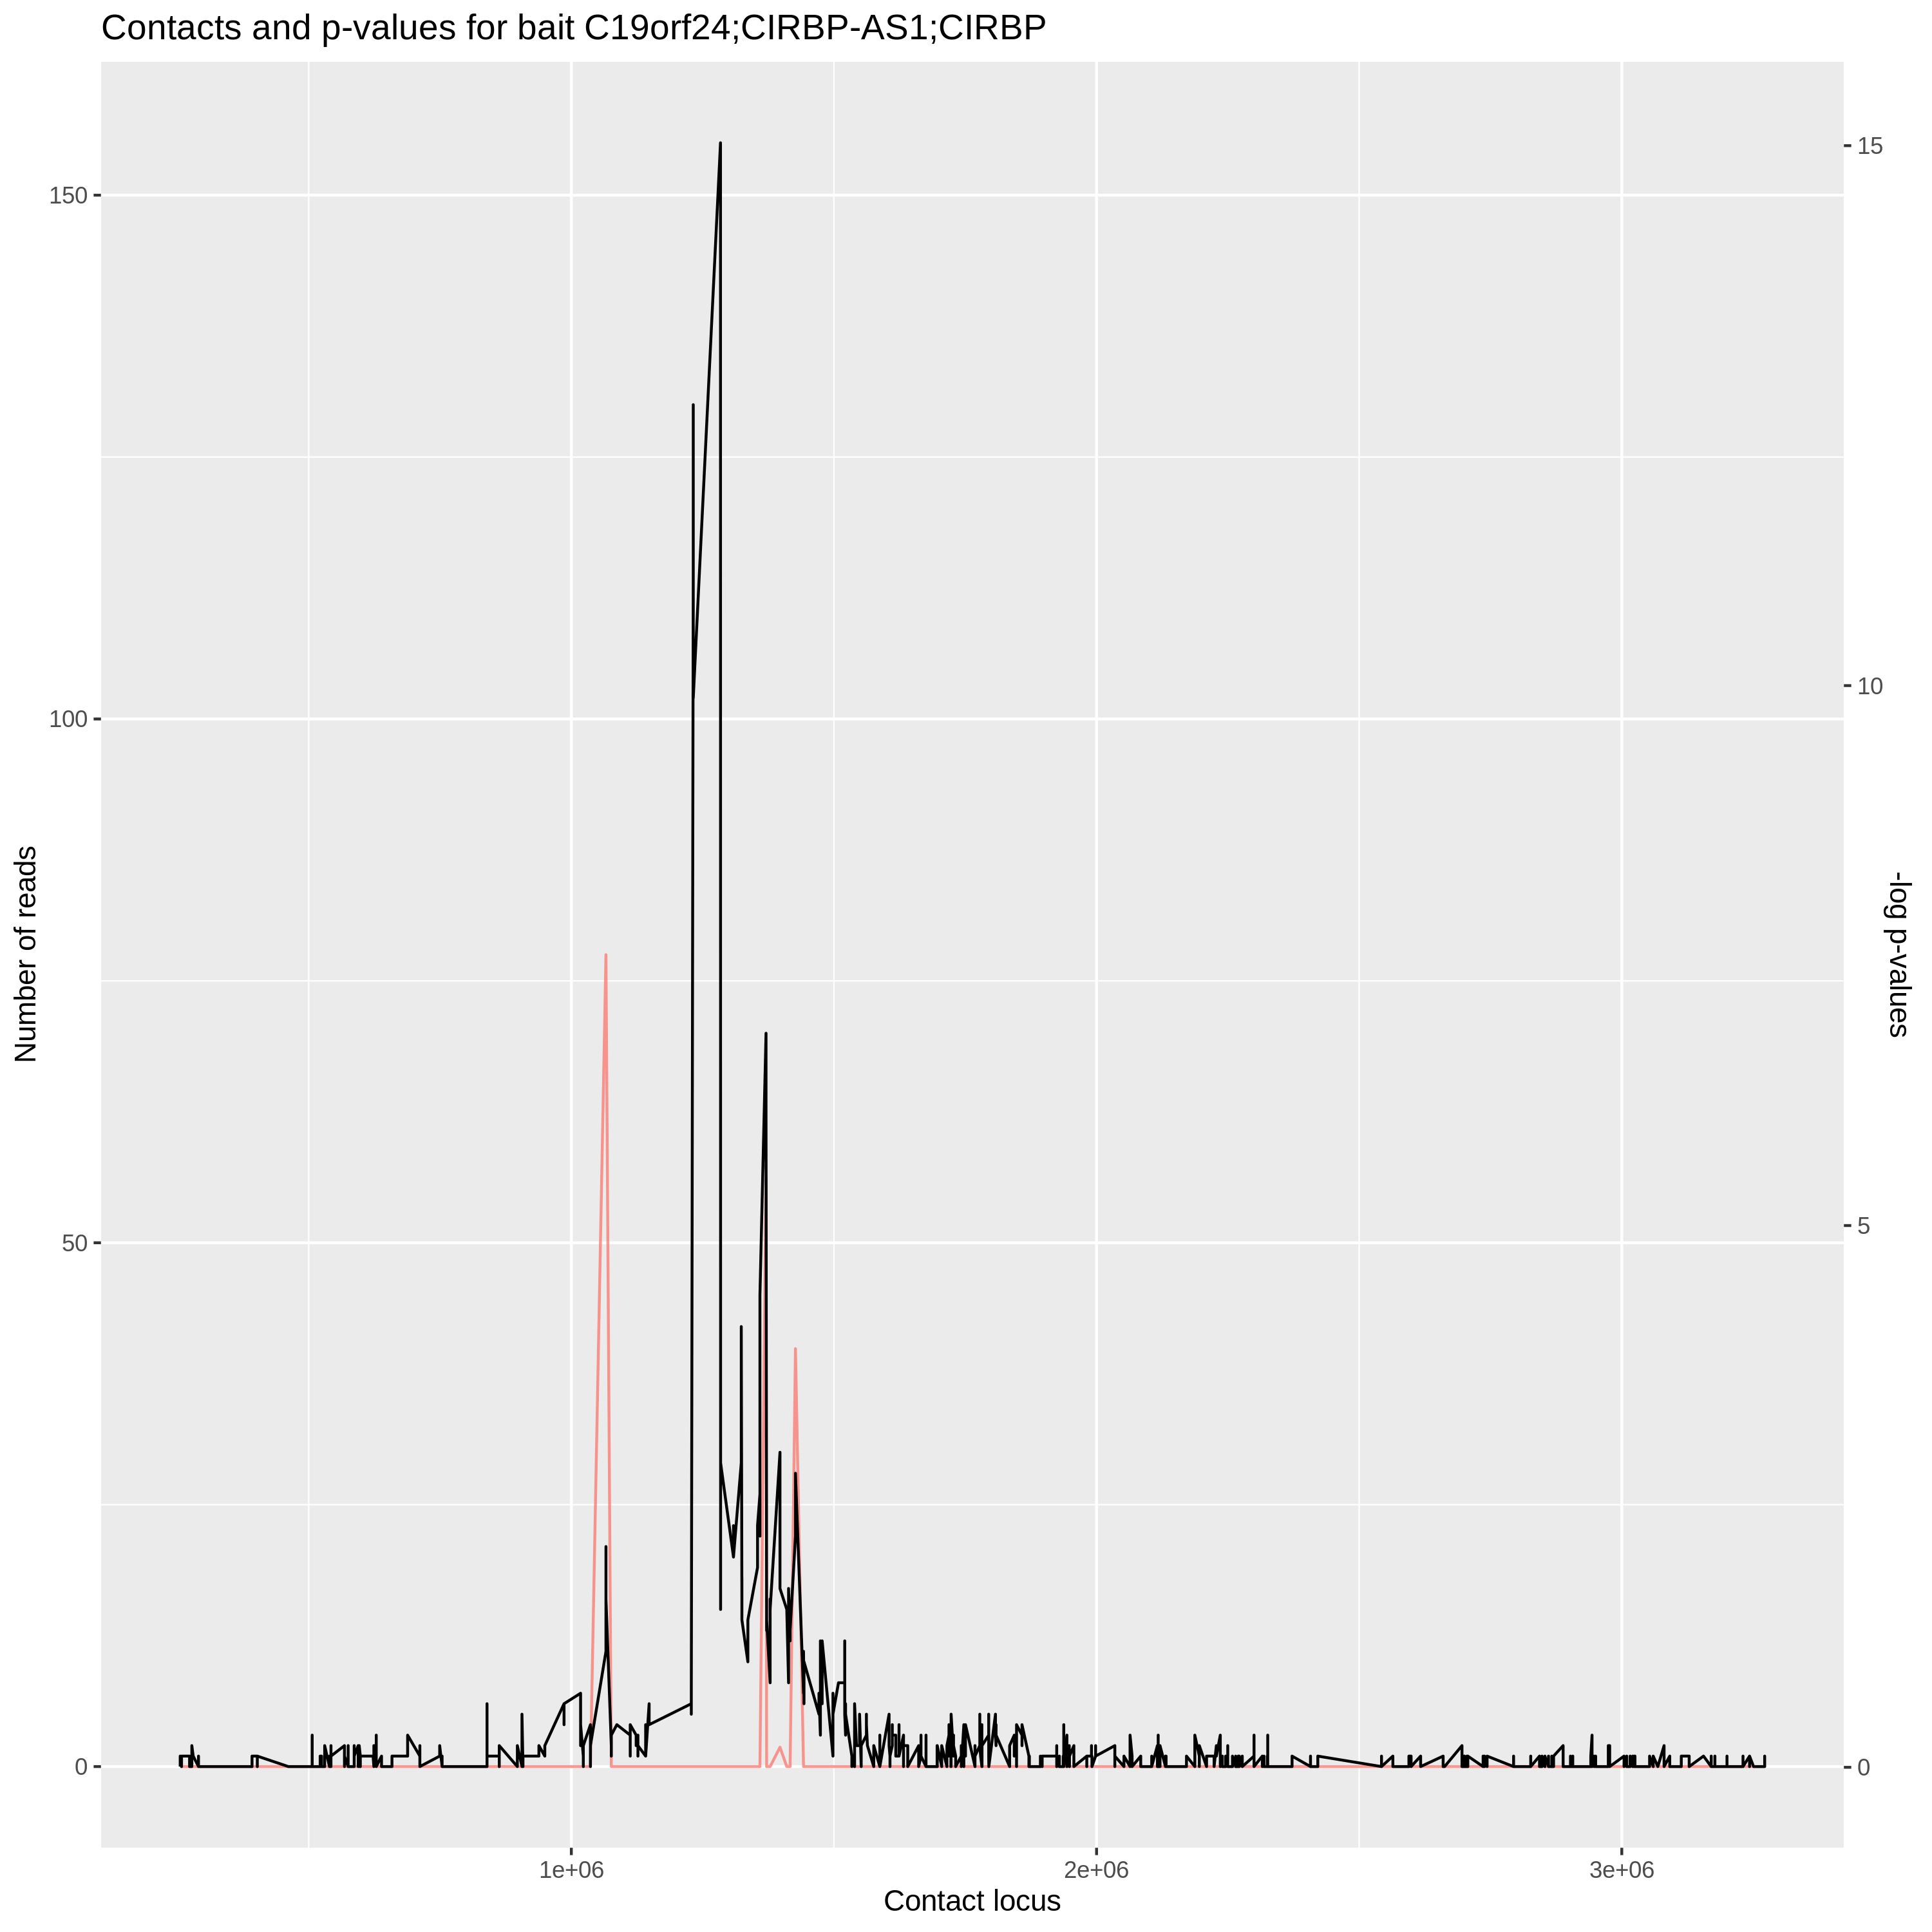 Contacts and p-values for bait C19orf24;CIRBP-AS1;CIRBP
Number of reads
150
100
50
0
15
10
5
0
-log p-values
1e+06
2e+06
3e+06
Contact locus